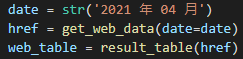 date = str('2021 年 04 月')
href = get_web_data(date=date)
web_table = result_table(href)